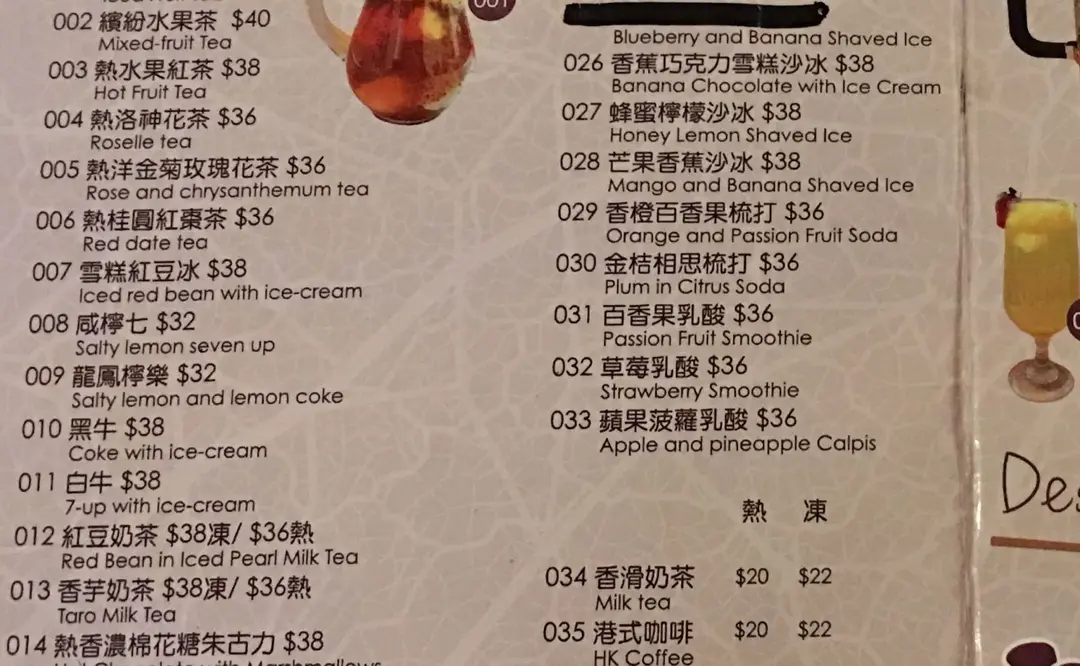 002 繽紛水果茶 $40
Mixed-fruit Tea
003 熱水果紅茶 $38
Hot Fruit Tea
004 熱洛神花茶 $36
Roselle tea
005 熱洋金菊玫瑰花茶 $36
Rose and chrysanthemum tea
006 熱桂圓紅棗茶 $36
Red date tea
007 雪糕紅豆冰 $38
Iced red bean with ice-cream
008 咸檸七 $32
Salty lemon seven up
009 龍鳳檸樂 $32
Salty lemon and lemon coke
010 黑牛 $38
Coke with ice-cream
011 白牛 $38
7-up with ice-cream
012 紅豆奶茶 $38凍/ $36熱
Red Bean in Iced Pearl Milk Tea
013 香芋奶茶 $38凍/ $36熱
Taro Milk Tea
014 熱香濃棉花糖朱古力 $38
Hot Chocolate with Marshmallows
001
Blueberry and Banana Shaved Ice
026 香蕉巧克力雪糕沙冰 $38
Banana Chocolate with Ice Cream
027 蜂蜜檸檬沙冰 $38
Honey Lemon Shaved Ice
028 芒果香蕉沙冰 $38
Mango and Banana Shaved Ice
029 香橙百香果梳打 $36
Orange and Passion Fruit Soda
030 金桔相思梳打 $36
Plum in Citrus Soda
031 百香果乳酸 $36
Passion Fruit Smoothie
032 草莓乳酸 $36
Strawberry Smoothie
033 蘋果菠蘿乳酸 $36
Apple and pineapple Calpis
熱 凍
034 香滑奶茶 $20 $22
Milk tea
035 港式咖啡 $20 $22
HK Coffee